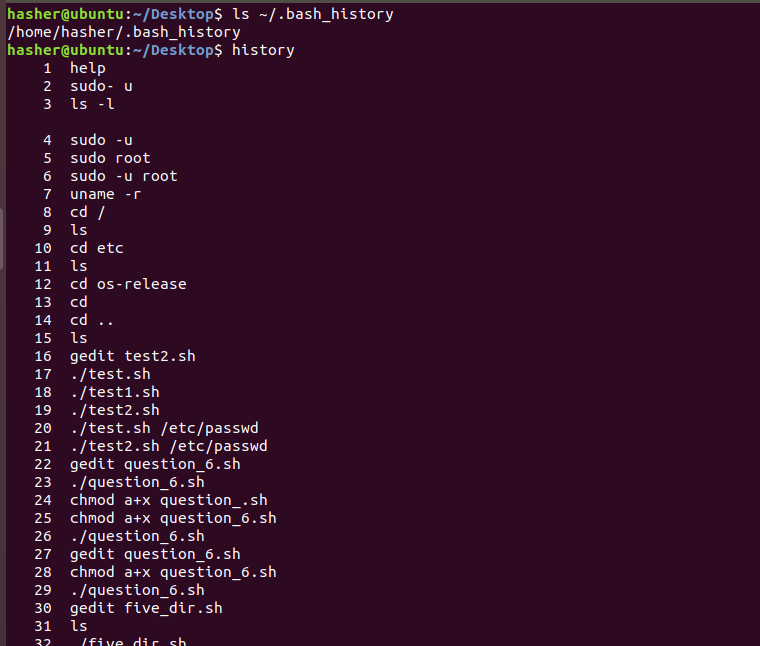 hasher@ubuntu:~/Desktop$ ls ~/.bash_history
/home/hasher/.bash_history
hasher@ubuntu:~/Desktop$ history
1 help
2 sudo- u
3 ls -l
4 sudo -u
5 sudo root
6 sudo -u root
7 uname -r
8 cd /
9 ls
10 cd etc
11 ls
12 cd os-release
13 cd
14 cd ..
15 ls
16 gedit test2.sh
17 ./test.sh
18 ./test1.sh
19 ./test2.sh
20 ./test.sh /etc/passwd
21 ./test2.sh /etc/passwd
22 gedit question_6.sh
23 ./question_6.sh
24 chmod a+x question_.sh
25 chmod a+x question_6.sh
26 ./question_6.sh
27 gedit question_6.sh
28 chmod a+x question_6.sh
29 ./question_6.sh
30 gedit five_dir.sh
31 ls
32 ./five_dir.sh